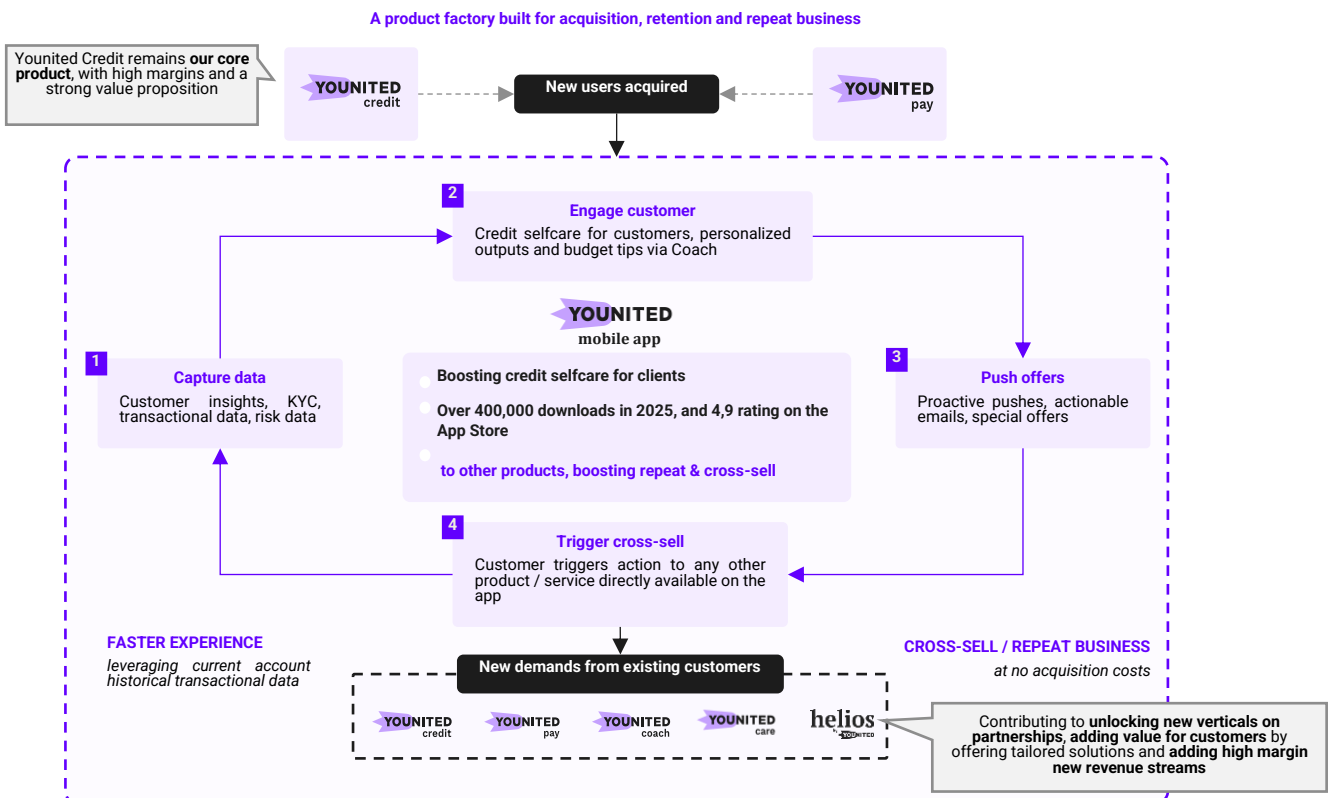 A product factory built for acquisition, retention and repeat business
Younited Credit remains our core
product, with high margins and a
strong value proposition
YOUNITED
credit
New users acquired
YOUNITED
pay
2
Engage customer
Credit selfcare for customers, personalized
outputs and budget tips via Coach
YOUNITED
mobile app
1
Capture data
Customer insights, KYC,
transactional data, risk data
Boosting credit selfcare for clients
Over 400,000 downloads in 2025, and 4,9 rating on the
App Store
to other products, boosting repeat & cross-sell
3
Push offers
Proactive pushes, actionable
emails, special offers
4
Trigger cross-sell
Customer triggers action to any other
product / service directly available on the
app
FASTER EXPERIENCE
leveraging current account
historical transactional data
CROSS-SELL / REPEAT BUSINESS
at no acquisition costs
New demands from existing customers
YOUNITED
credit
YOUNITED
pay
YOUNITED
coach
YOUNITED
care
helios
by YOUNITED
Contributing to unlocking new verticals on
partnerships, adding value for customers by
offering tailored solutions and adding high margin
new revenue streams